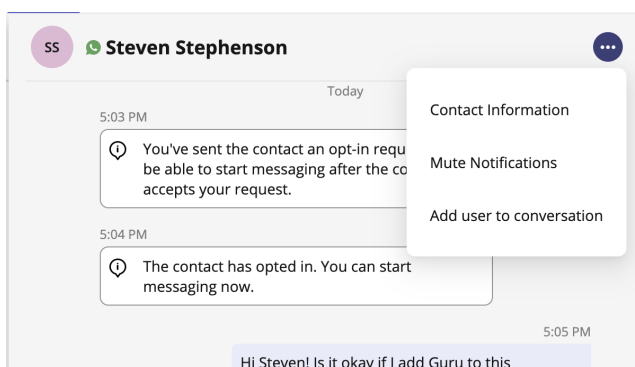 SS
Steven Stephenson
Today
Contact Information
Mute Notifications
Add user to conversation
5:03 PM
You've sent the contact an opt-in requ
be able to start messaging after the co
accepts your request.
5:04 PM
The contact has opted in. You can start
messaging now.
5:05 PM
Hi Steven! Is it okay if I add Guru to this